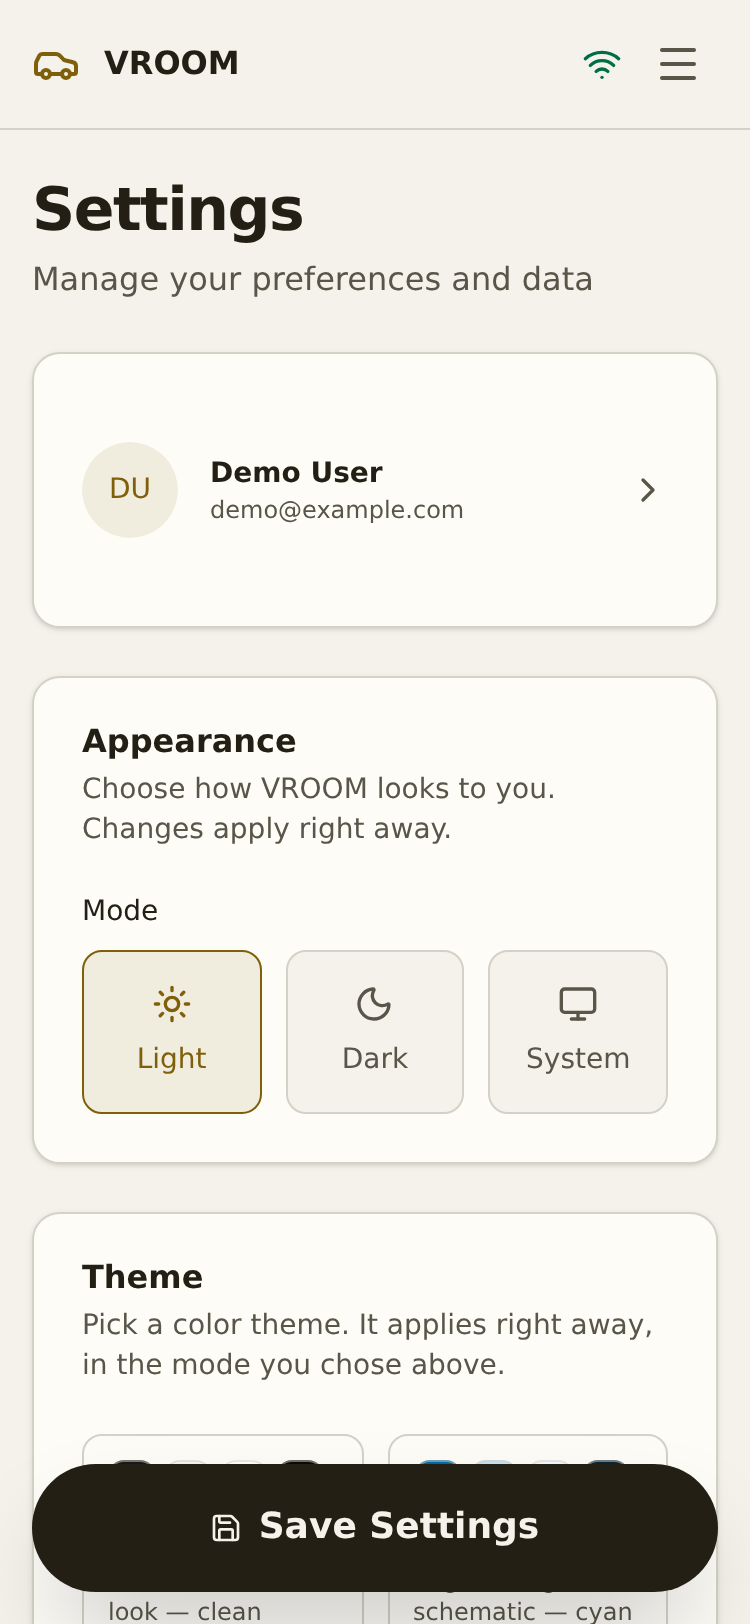 VROOM
Settings
Manage your preferences and data
DU
Demo User
demo@example.com
Appearance
Choose how VROOM looks to you.
Changes apply right away.
Mode
Light
Dark
System
Theme
Pick a color theme. It applies right away,
in the mode you chose above.
Save Settings
look — clean
schematic — cyan